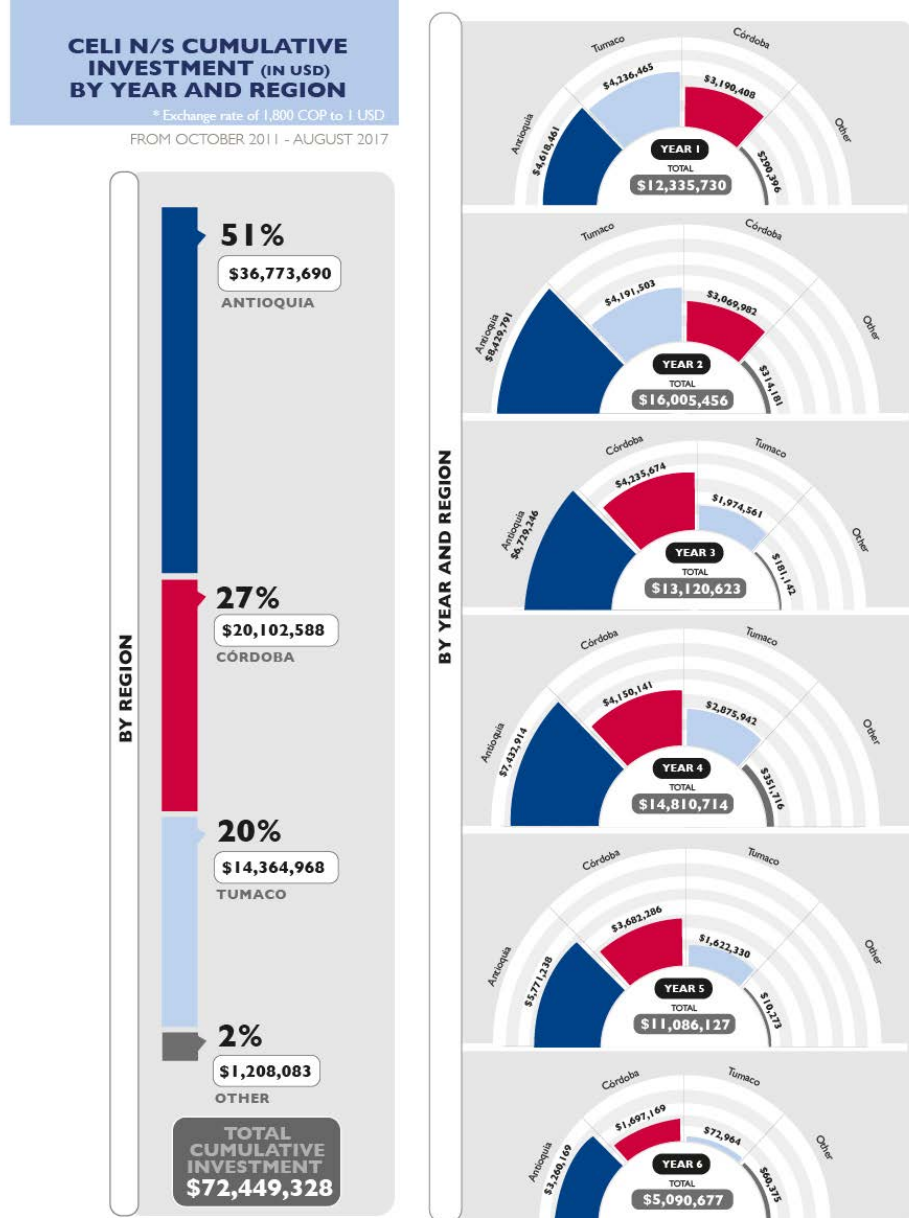 CELI N/S CUMULATIVE
INVESTMENT (IN USD)
BY YEAR AND REGION
* Exchange rate of 1,800 COP to 1 USD
FROM OCTOBER 2011 - AUGUST 2017
BY REGION
51%
$36,773,690
ANTIOQUIA
27%
$20,102,588
CÓRDOBA
20%
$14,364,968
TUMACO
2%
$1,208,083
OTHER
TOTAL
CUMULATIVE
INVESTMENT
$72,449,328
BY YEAR AND REGION
Antioquia
$4,618,461
Tumaco
$4,236,465
Córdoba
$3,190,408
Other
$290,396
YEAR 1
TOTAL
$12,335,730
Antioquia
$8,429,791
Tumaco
$4,191,503
Córdoba
$3,069,982
Other
$314,181
YEAR 2
TOTAL
$16,005,456
Antioquia
$6,729,246
Córdoba
$4,235,674
Tumaco
$1,974,561
Other
$181,142
YEAR 3
TOTAL
$13,120,623
Antioquia
$7,432,914
Córdoba
$4,150,141
Tumaco
$2,875,942
Other
$351,716
YEAR 4
TOTAL
$14,810,714
Antioquia
$5,771,238
Córdoba
$3,682,286
Tumaco
$1,622,330
Other
$10,273
YEAR 5
TOTAL
$11,086,127
Antioquia
$3,260,169
Córdoba
$1,697,169
Tumaco
$72,964
Other
$60,375
YEAR 6
TOTAL
$5,090,677